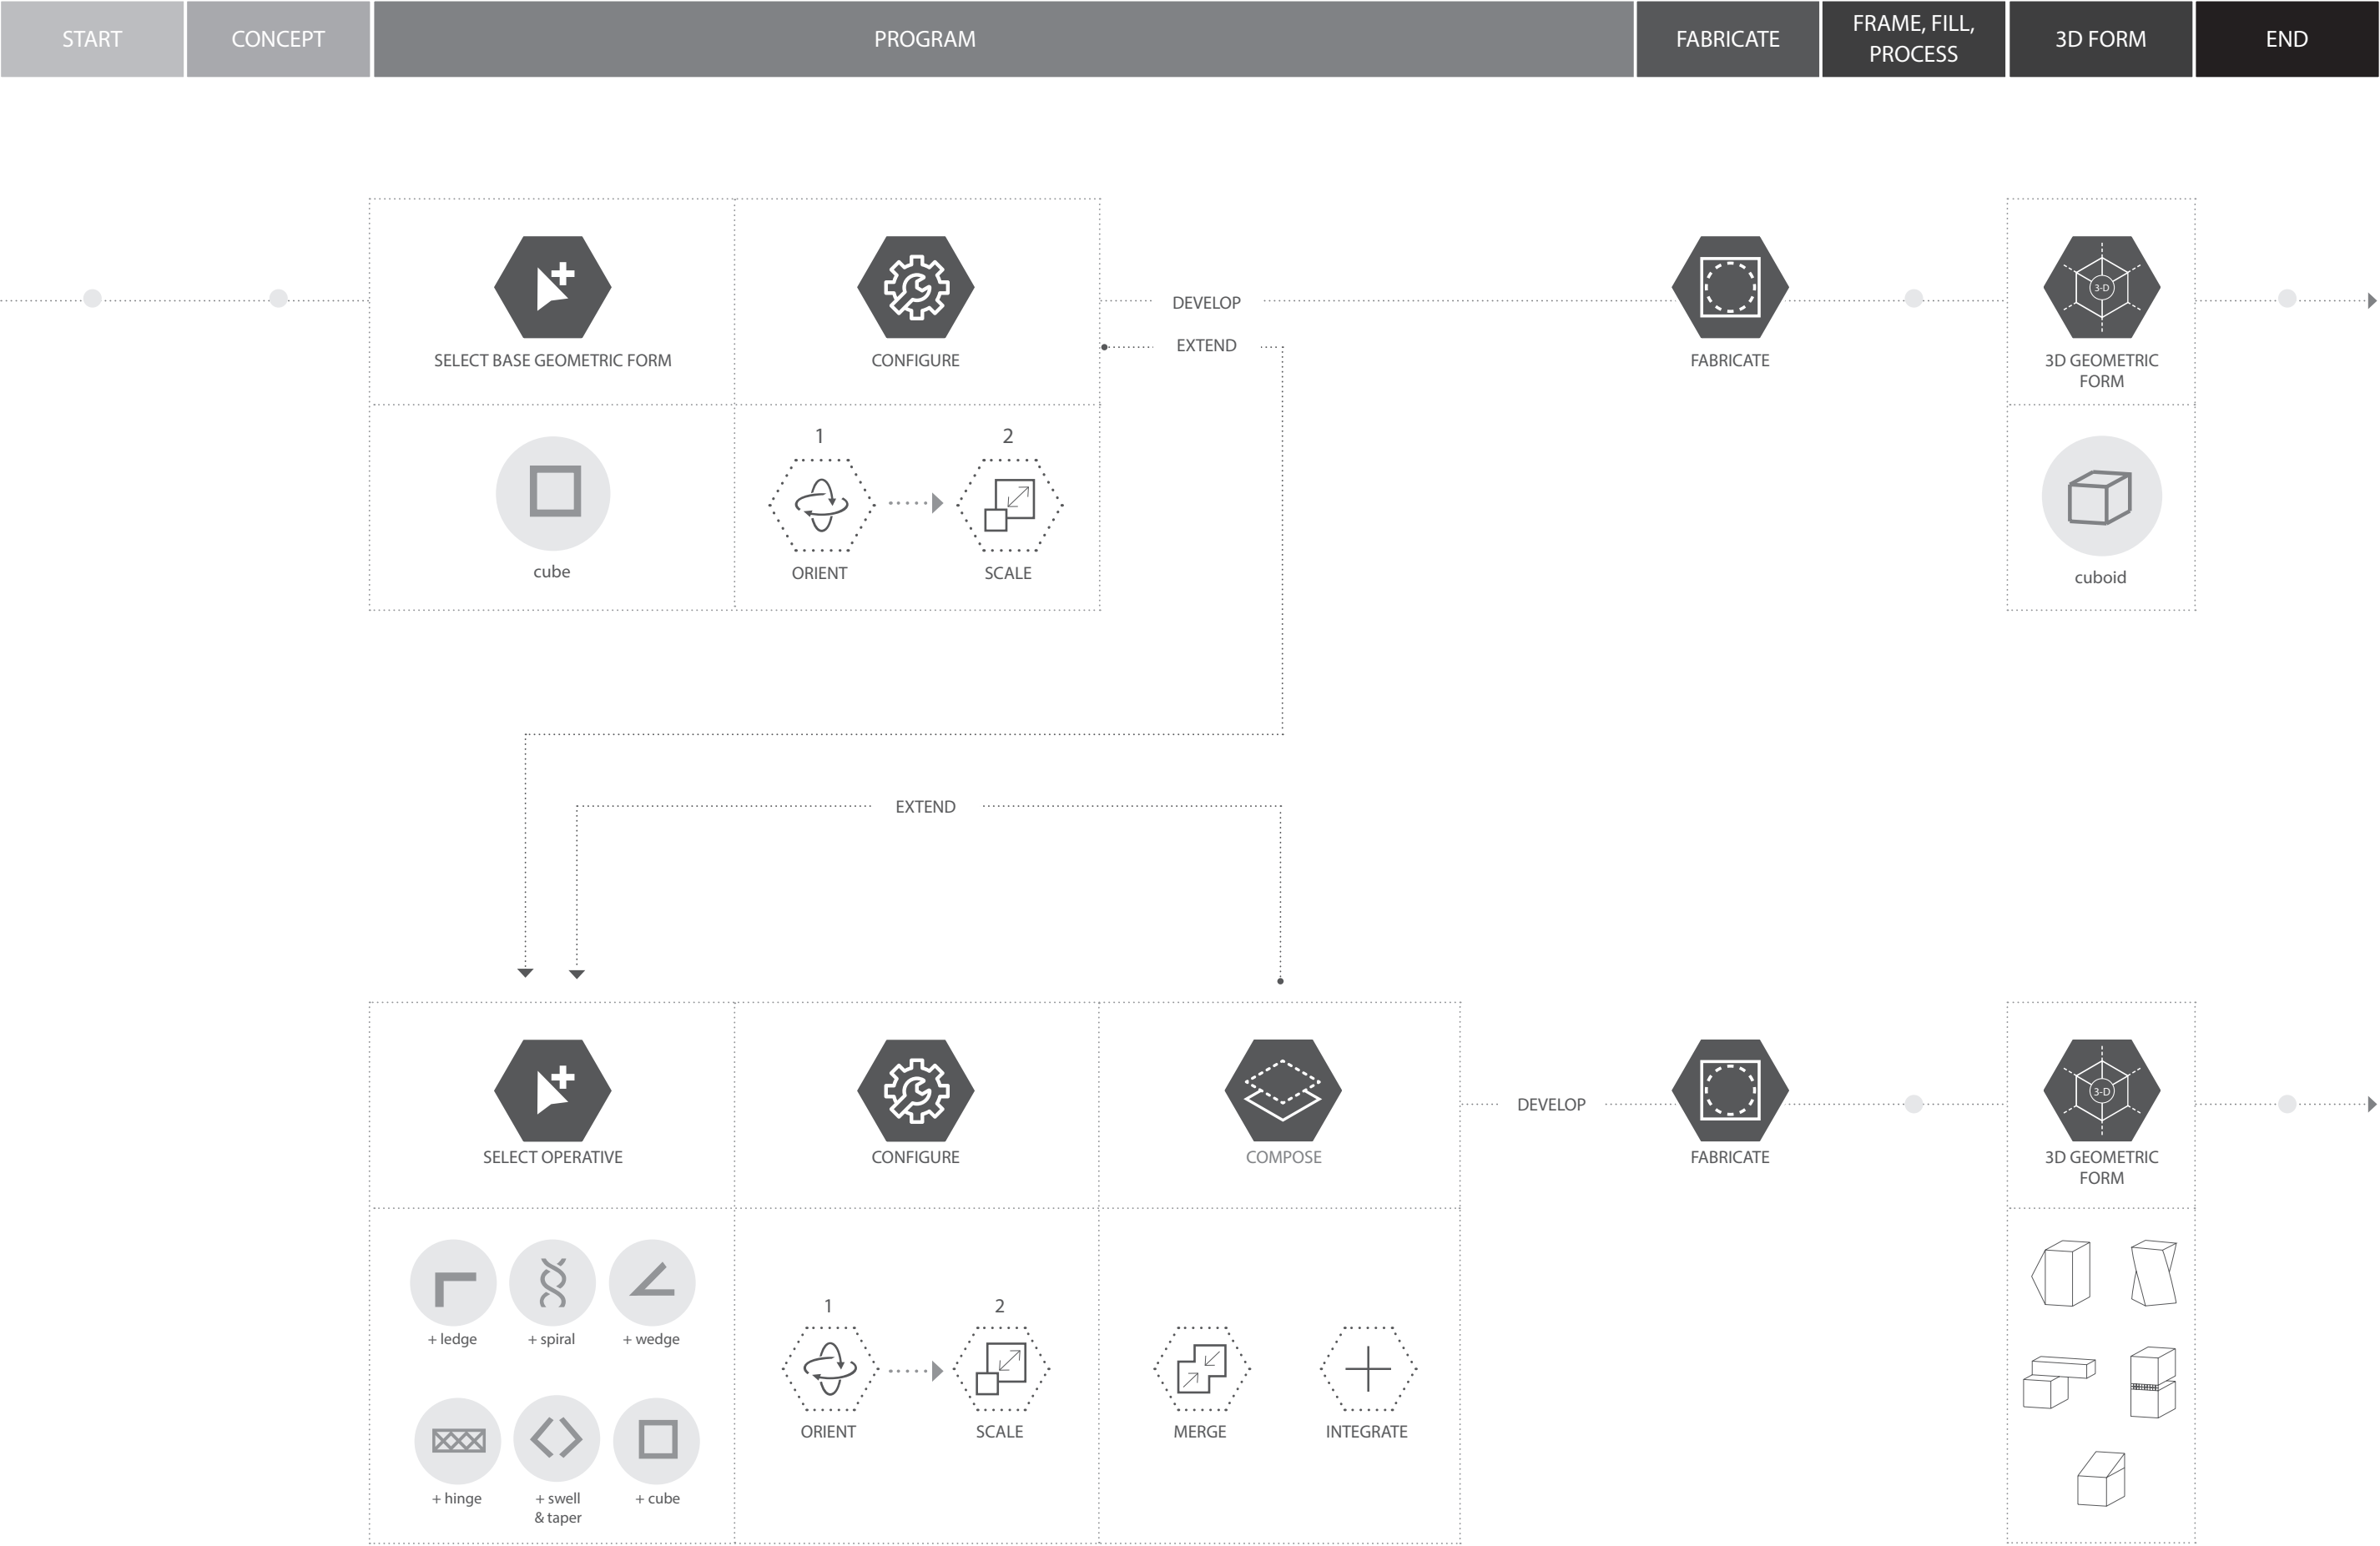 START
CONCEPT
PROGRAM
FABRICATE
FRAME, FILL,
PROCESS
3D FORM
END
SELECT BASE GEOMETRIC FORM
CONFIGURE
DEVELOP
EXTEND
FABRICATE
3-D
3D GEOMETRIC
FORM
cube
1
2
ORIENT
SCALE
cuboid
EXTEND
SELECT OPERATIVE
CONFIGURE
COMPOSE
DEVELOP
FABRICATE
3-D
3D GEOMETRIC
FORM
+ ledge
+ spiral
+ wedge
+ hinge
+ swell
& taper
+ cube
1
2
ORIENT
SCALE
MERGE
INTEGRATE